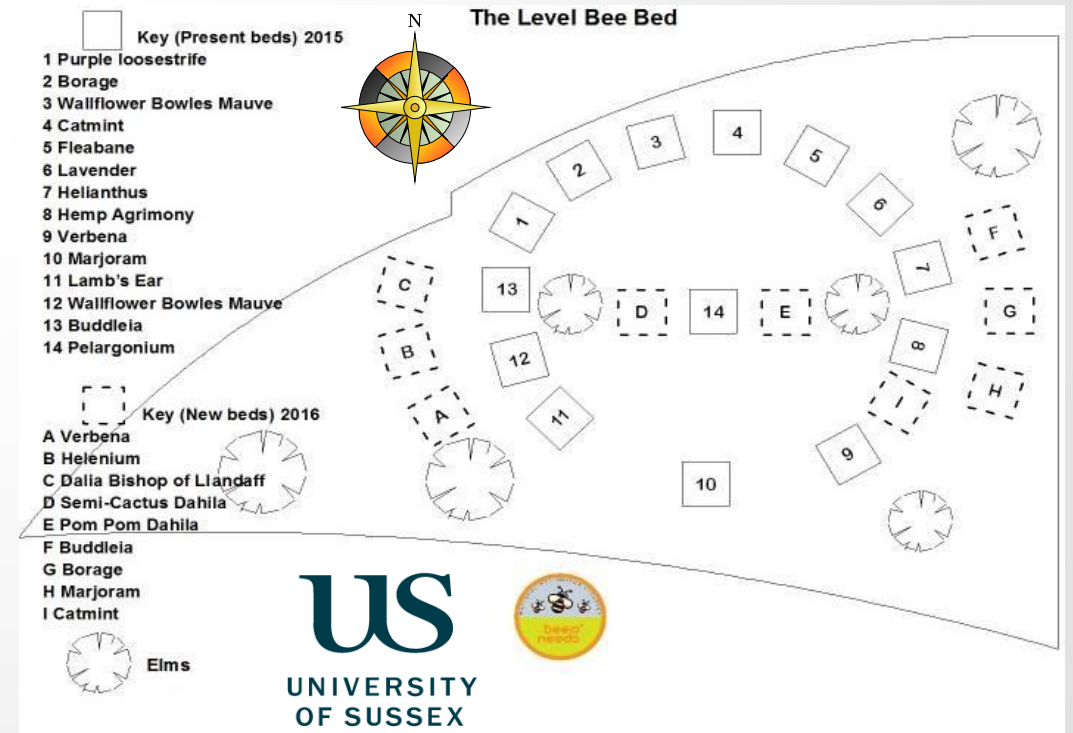 The Level Bee Bed
N
Key (Present beds) 2015
1 Purple loosestrife
2 Borage
3 Wallflower Bowles Mauve
4 Catmint
5 Fleabane
6 Lavender
7 Helianthus
8 Hemp Agrimony
9 Verbena
10 Marjoram
11 Lamb's Ear
12 Wallflower Bowles Mauve
13 Buddleia
14 Pelargonium
Key (New beds) 2016
A Verbena
B Helenium
C Dalia Bishop of Llandaff
D Semi-Cactus Dahila
E Pom Pom Dahila
F Buddleia
G Borage
H Marjoram
I Catmint
Elms
1
2
3
4
5
6
7
8
9
10
11
12
13
14
A
B
C
D
E
F
G
H
I
US
UNIVERSITY
OF SUSSEX
needs